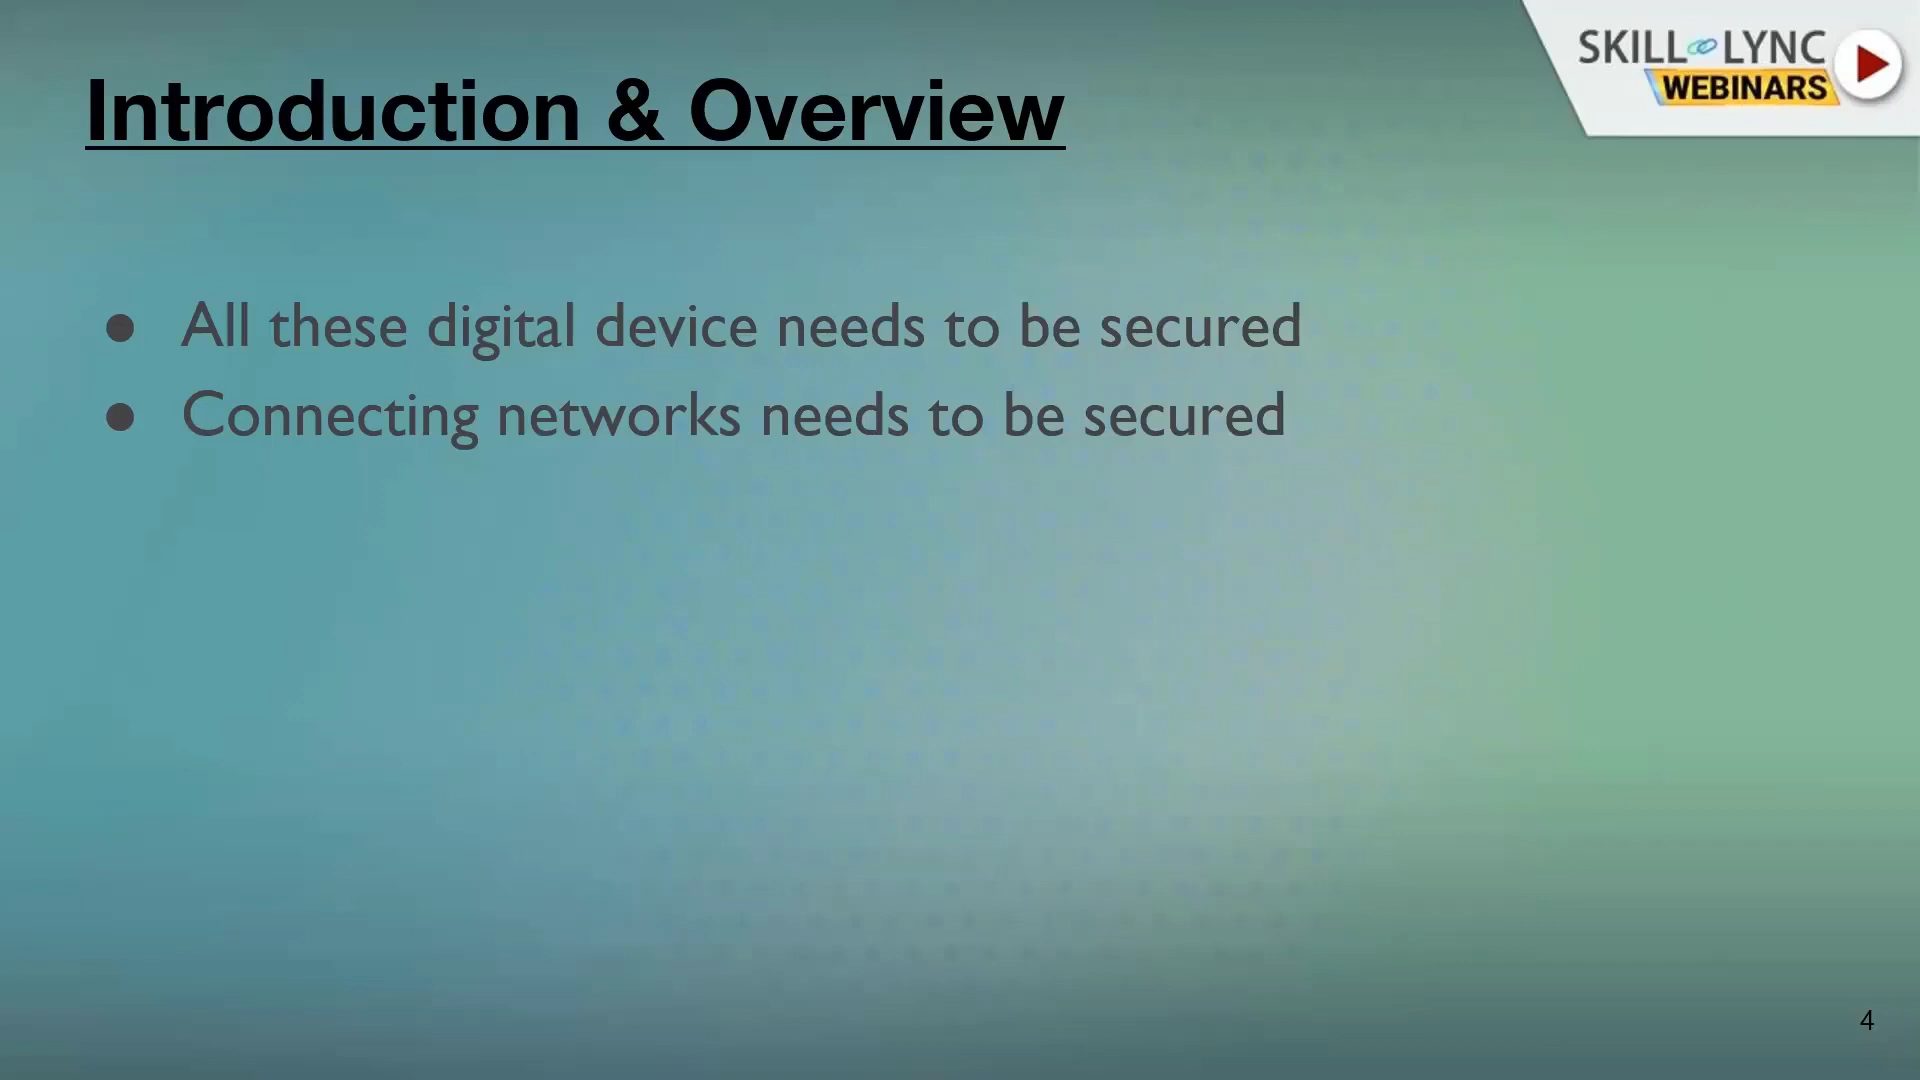 SKILL LYNC
WEBINARS
Introduction & Overview
● All these digital device needs to be secured
● Connecting networks needs to be secured
4